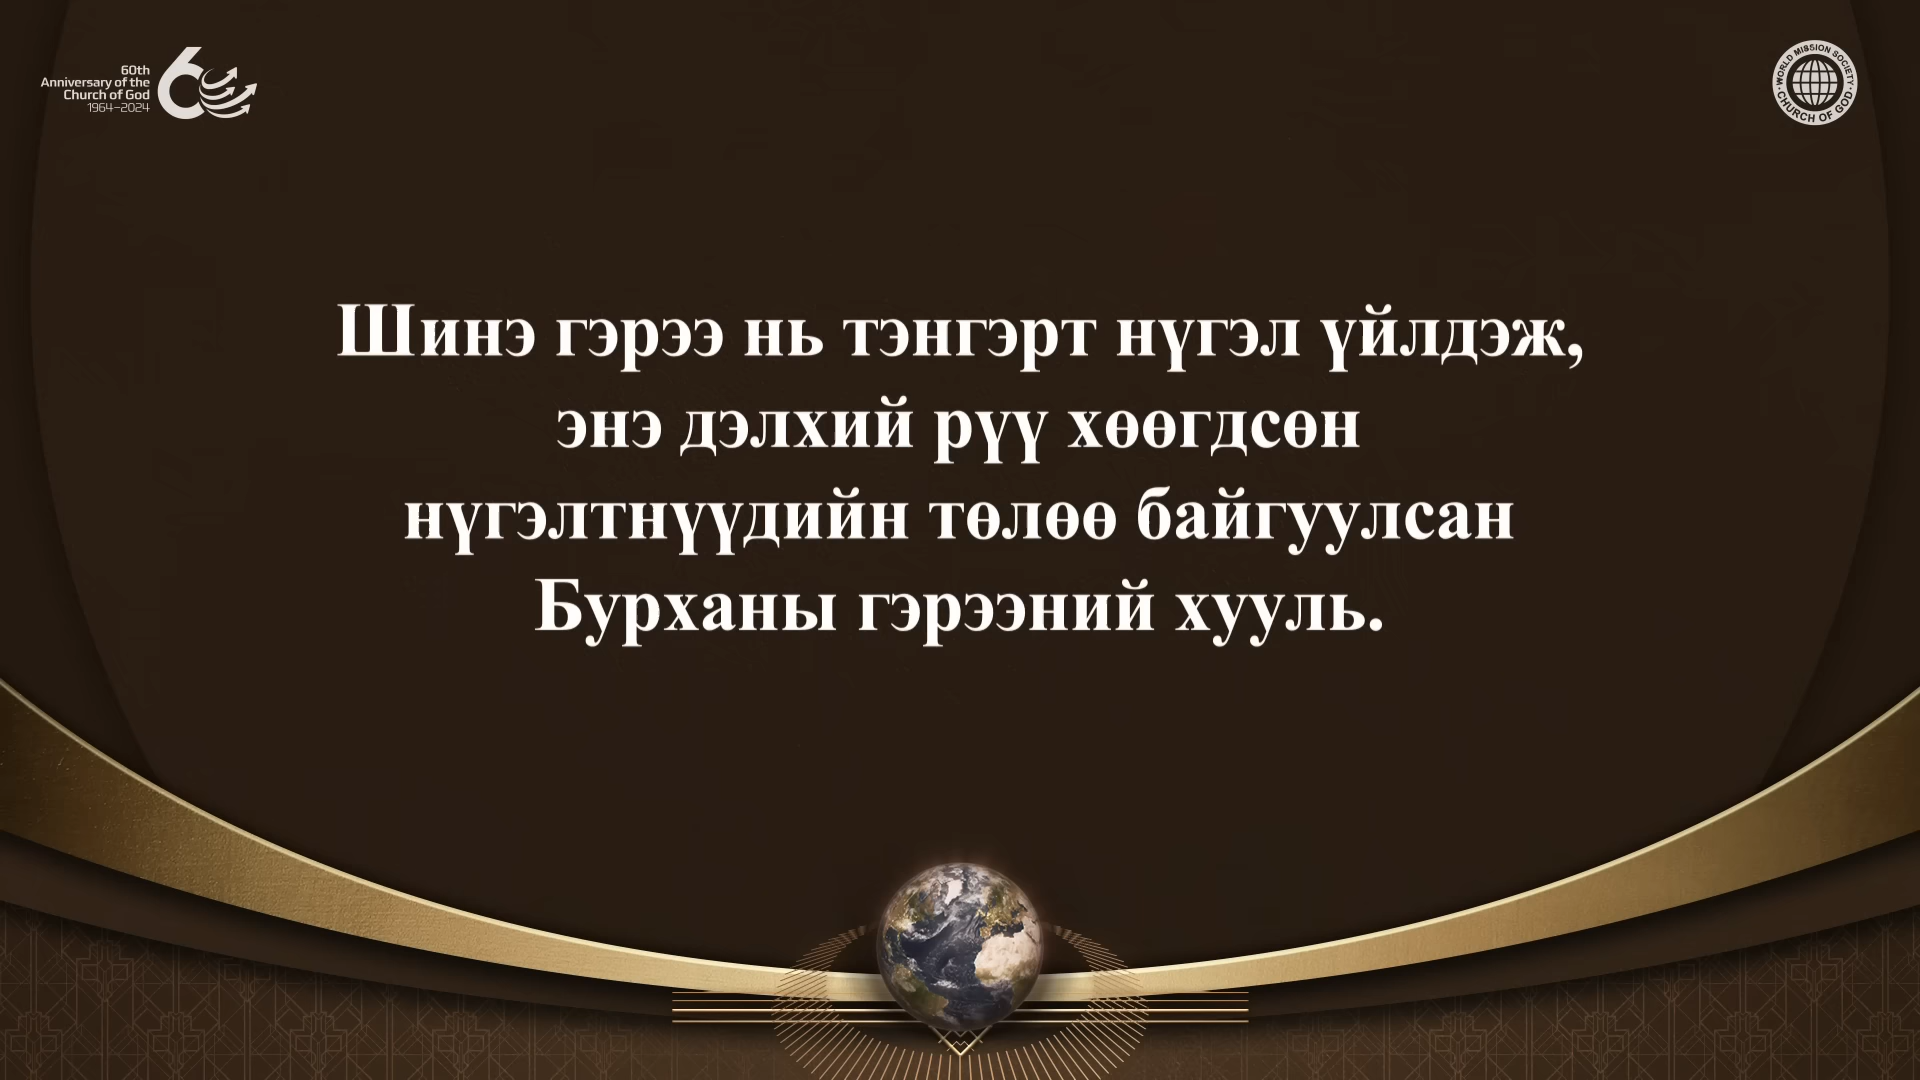 60th
Anniversary of the
Church of God
1964–2024
60
WORLD MISSION SOCIETY
CHURCH OF GOD
Шинэ гэрээ нь тэнгэрт нүгэл үйлдэж,
энэ дэлхий рүү хөөгдсөн
нүгэлтнүүдийн төлөө байгуулсан
Бурханы гэрээний хууль.